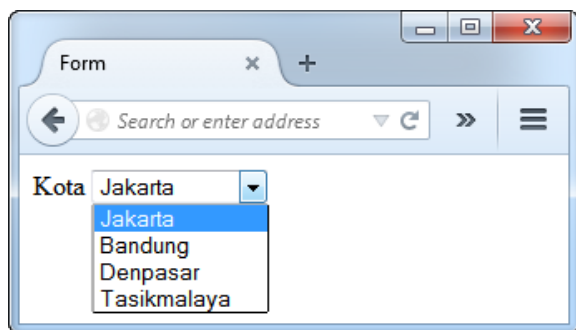 Form
Search or enter address
Kota Jakarta
Jakarta
Bandung
Denpasar
Tasikmalaya